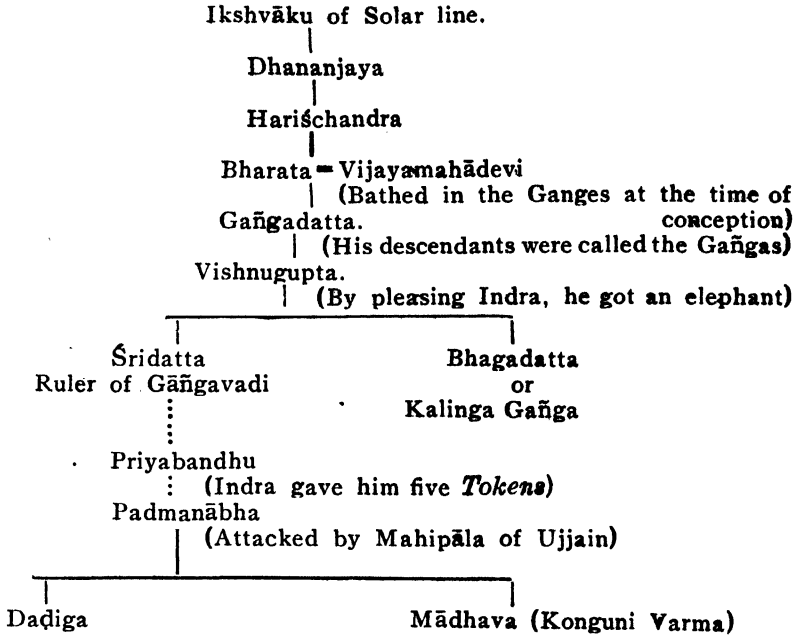 Ikshvāku of Solar line.
Dhananjaya
Hariśchandra
Bharata = Vijayamahādevi
(Bathed in the Ganges at the time of
Gañgadatta. conception)
(His descendants were called the Gañgas)
Vishnugupta.
(By pleasing Indra, he got an elephant)
Śridatta Bhagadatta
Ruler of Gāñgavadi or
Kalinga Gañga
Priyabandhu
(Indra gave him five Tokens)
Padmanābha
(Attacked by Mahipāla of Ujjain)
Daḍiga Mādhava (Konguni Varma)